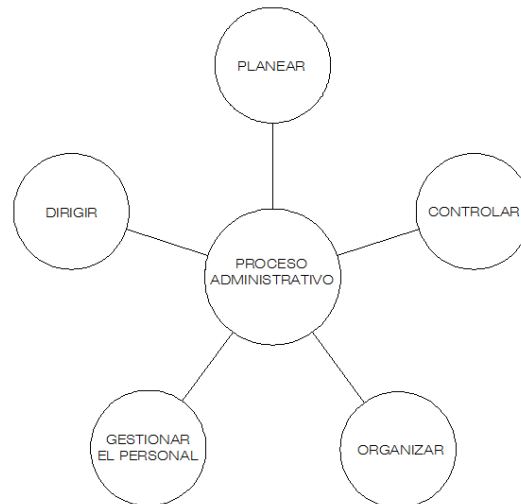 PLANEAR
DIRIGIR
CONTROLAR
PROCESO
ADMINISTRATIVO
GESTIONAR
EL PERSONAL
ORGANIZAR